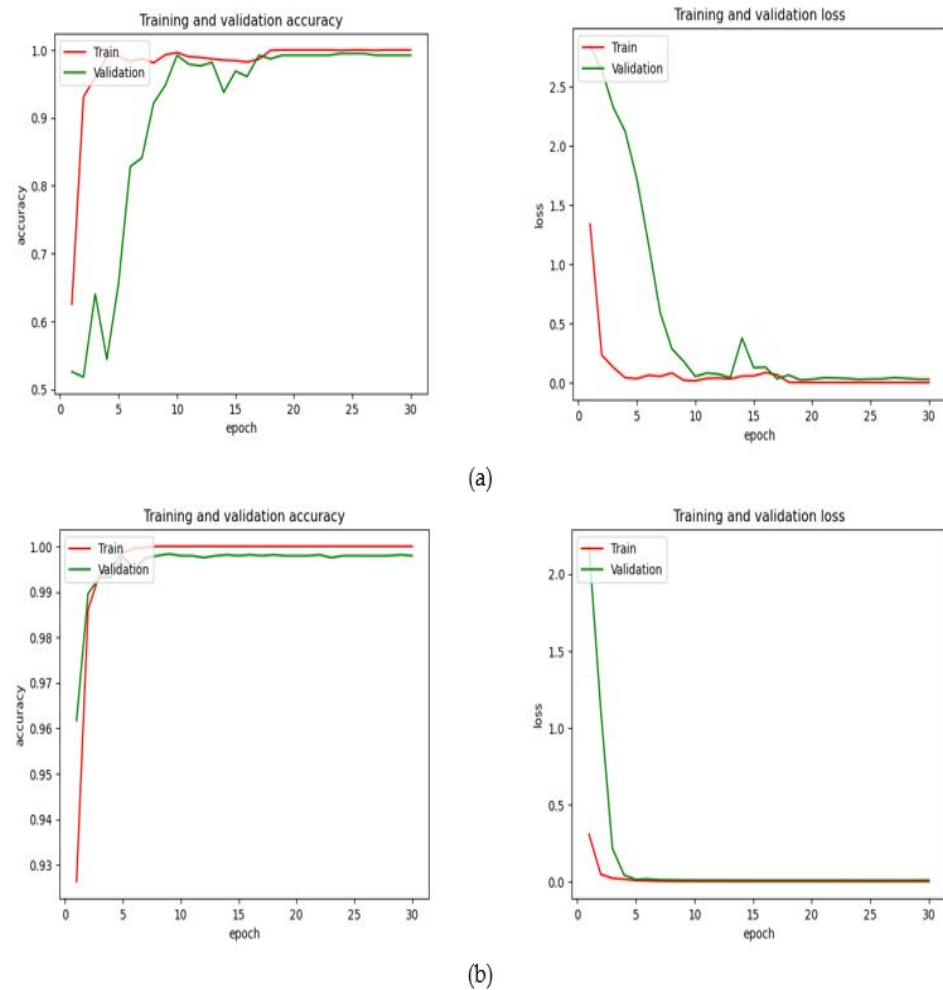 Training and validation accuracy
Train
Validation
1.0
0.9
0.8
0.7
0.6
0.5
accuracy
0 5 10 15 20 25 30
epoch
Training and validation loss
Train
Validation
2.5
2.0
1.5
1.0
0.5
0.0
loss
0 5 10 15 20 25 30
epoch
(a)
Training and validation accuracy
Train
Validation
1.00
0.99
0.98
0.97
0.96
0.95
0.94
0.93
accuracy
0 5 10 15 20 25 30
epoch
Training and validation loss
Train
Validation
2.0
1.5
1.0
0.5
0.0
loss
0 5 10 15 20 25 30
epoch
(b)